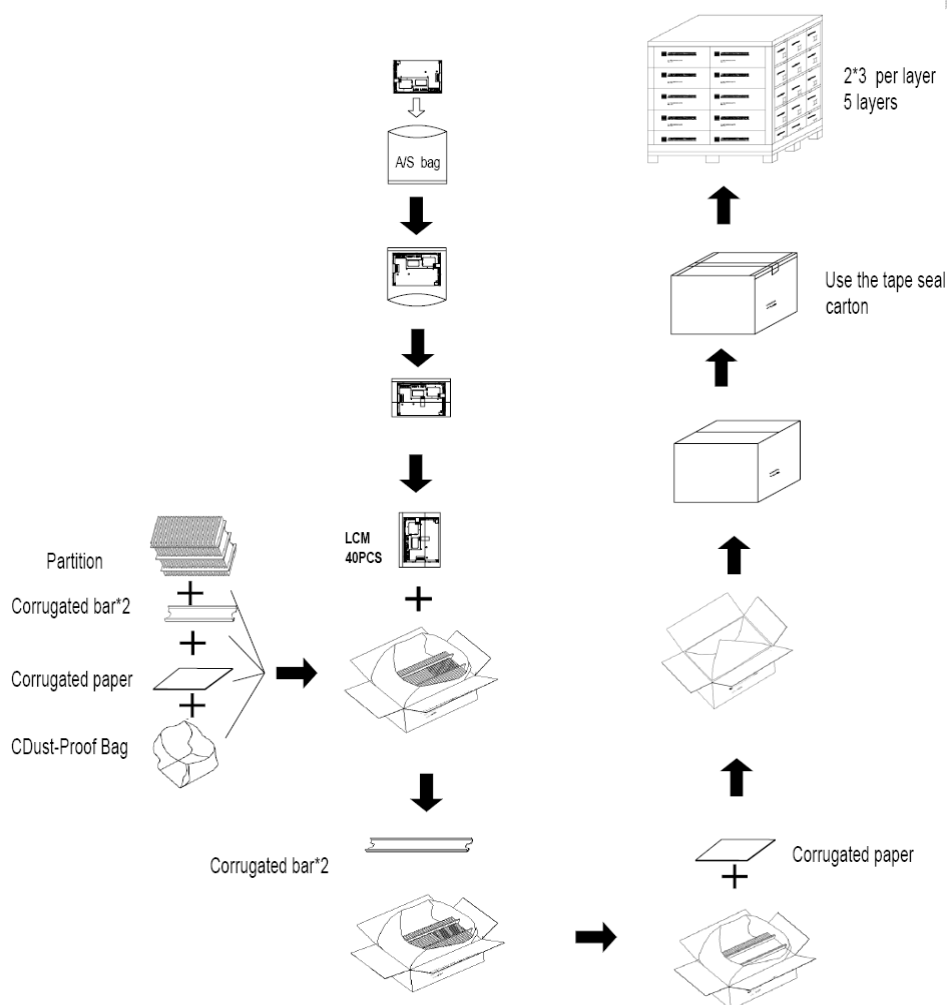 2*3 per layer
5 layers
A/S bag
Use the tape seal
carton
LCM
40PCS
Partition
Corrugated bar*2
Corrugated paper
CDust-Proof Bag
Corrugated bar*2
Corrugated paper